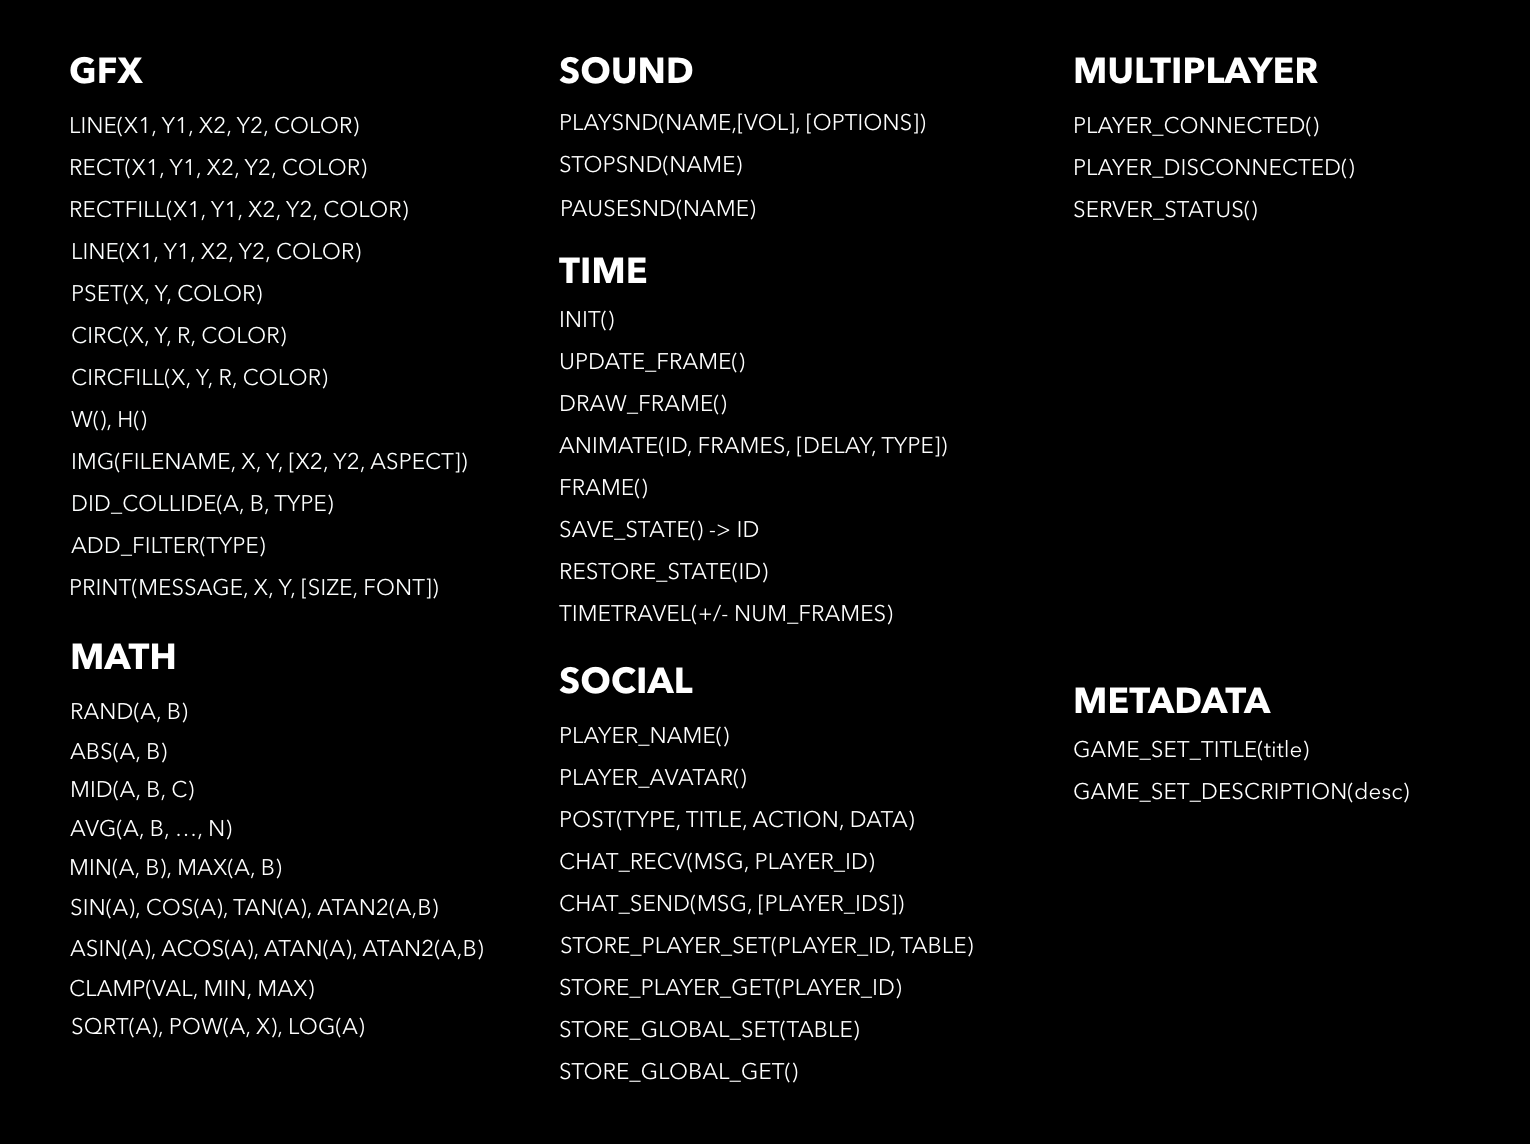 GFX
LINE(X1, Y1, X2, Y2, COLOR)
RECT(X1, Y1, X2, Y2, COLOR)
RECTFILL(X1, Y1, X2, Y2, COLOR)
LINE(X1, Y1, X2, Y2, COLOR)
PSET(X, Y, COLOR)
CIRC(X, Y, R, COLOR)
CIRCFILL(X, Y, R, COLOR)
W(), H()
IMG(FILENAME, X, Y, [X2, Y2, ASPECT])
DID_COLLIDE(A, B, TYPE)
ADD_FILTER(TYPE)
PRINT(MESSAGE, X, Y, [SIZE, FONT])
MATH
RAND(A, B)
ABS(A, B)
MID(A, B, C)
AVG(A, B, …, N)
MIN(A, B), MAX(A, B)
SIN(A), COS(A), TAN(A), ATAN2(A,B)
ASIN(A), ACOS(A), ATAN(A), ATAN2(A,B)
CLAMP(VAL, MIN, MAX)
SQRT(A), POW(A, X), LOG(A)
SOUND
PLAYSND(NAME,[VOL], [OPTIONS])
STOPSND(NAME)
PAUSESND(NAME)
TIME
INIT()
UPDATE_FRAME()
DRAW_FRAME()
ANIMATE(ID, FRAMES, [DELAY, TYPE])
FRAME()
SAVE_STATE() -> ID
RESTORE_STATE(ID)
TIMETRAVEL(+/- NUM_FRAMES)
SOCIAL
PLAYER_NAME()
PLAYER_AVATAR()
POST(TYPE, TITLE, ACTION, DATA)
CHAT_RECV(MSG, PLAYER_ID)
CHAT_SEND(MSG, [PLAYER_IDS])
STORE_PLAYER_SET(PLAYER_ID, TABLE)
STORE_PLAYER_GET(PLAYER_ID)
STORE_GLOBAL_SET(TABLE)
STORE_GLOBAL_GET()
MULTIPLAYER
PLAYER_CONNECTED()
PLAYER_DISCONNECTED()
SERVER_STATUS()
METADATA
GAME_SET_TITLE(title)
GAME_SET_DESCRIPTION(desc)